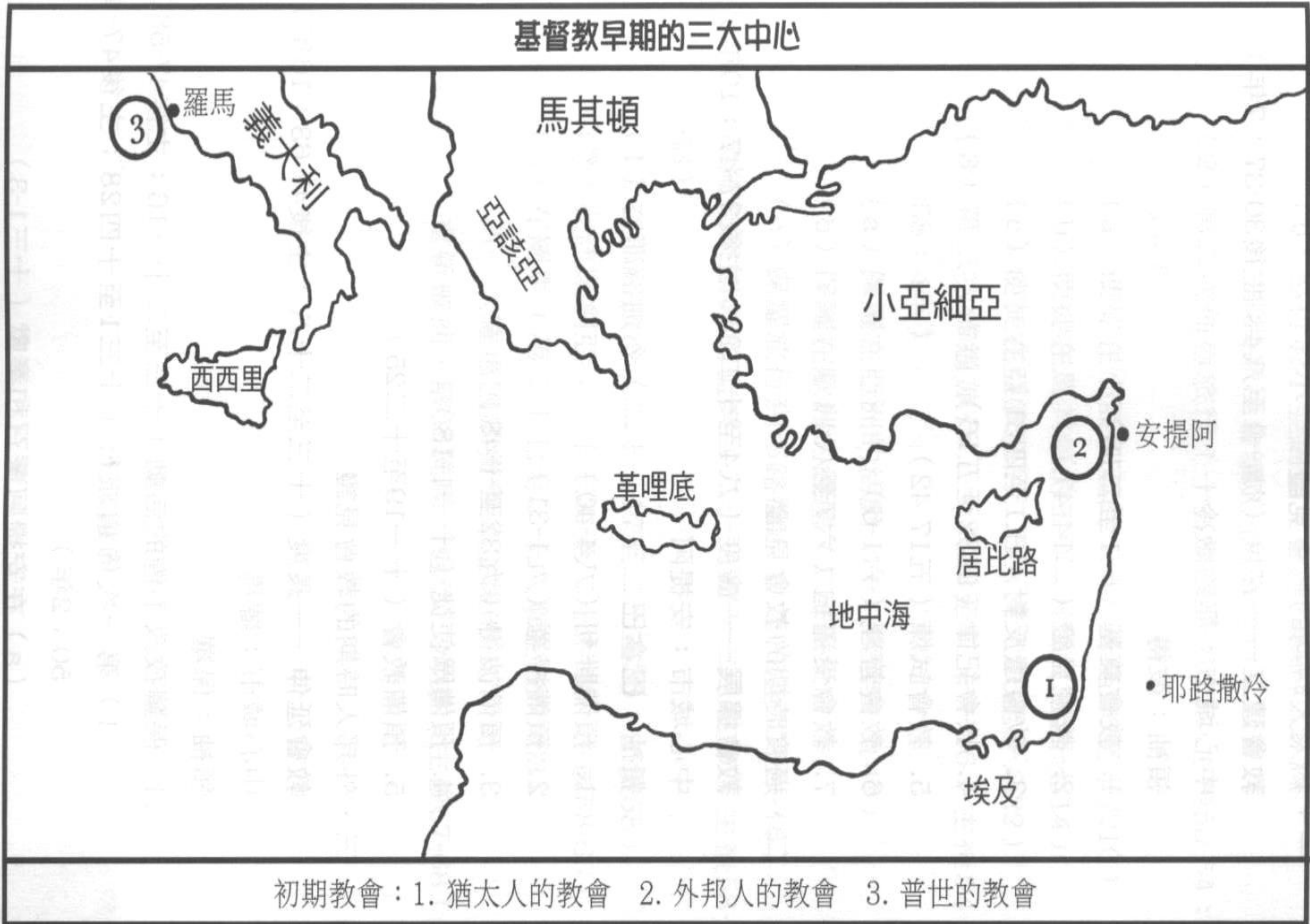 基督教早期的三大中心
3
羅馬
義大利
馬其頓
亞該亞
小亞細亞
西西里
2
安提阿
革哩底
居比路
地中海
1
耶路撒冷
埃及
初期教會：1. 猶太人的教會 2. 外邦人的教會 3. 普世的教會